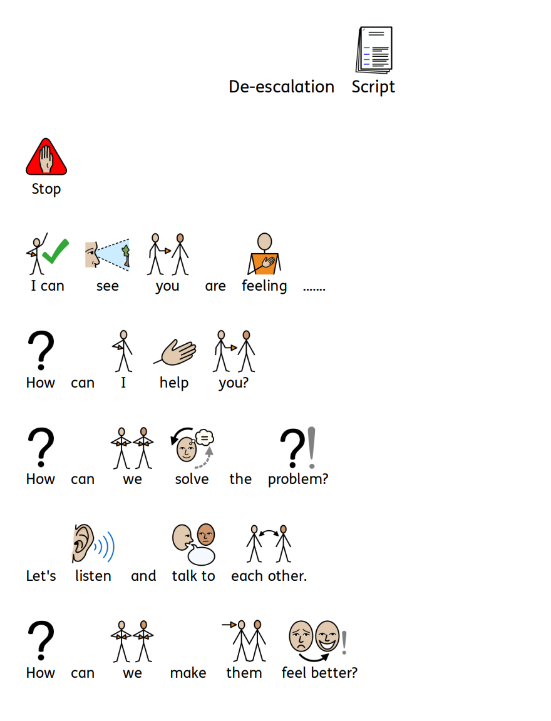 De-escalation Script
Stop
I can see you are feeling .......
How can I help you?
How can we solve the problem?
Let's listen and talk to each other.
How can we make them feel better?